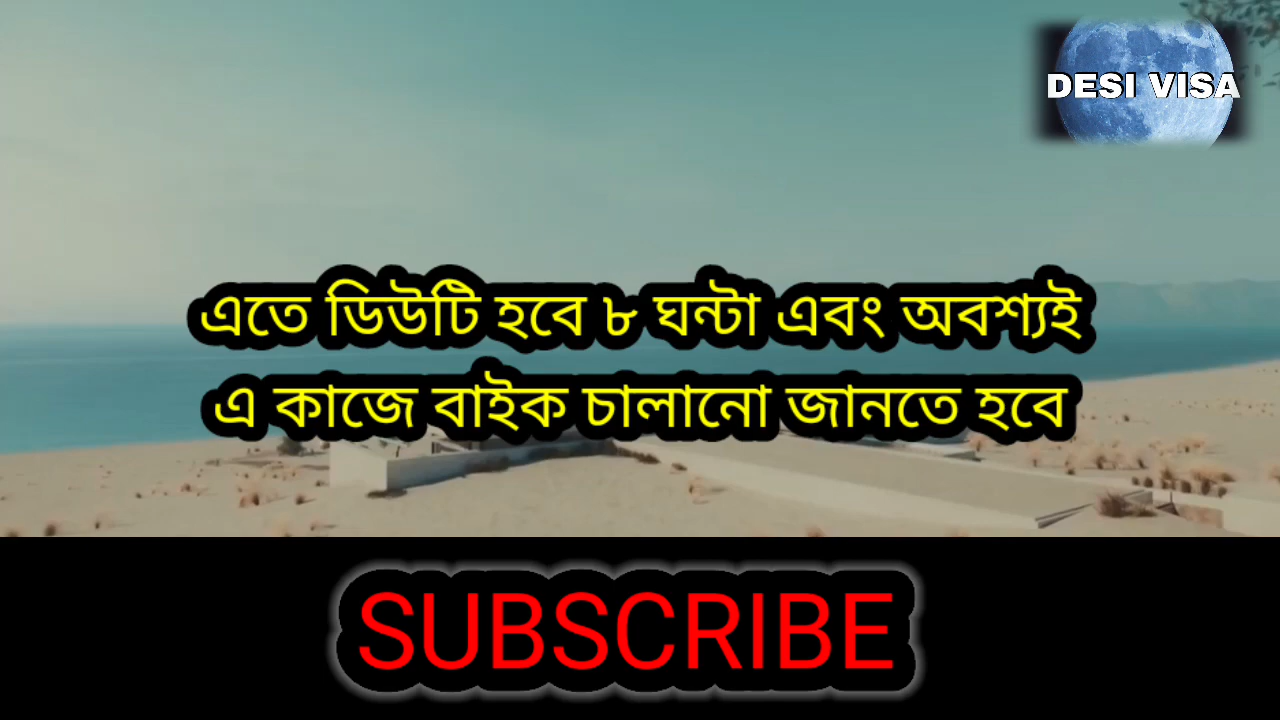 DESI VISA
এতে ডিউটি হবে ৮ ঘন্টা এবং অবশ্যই
এ কাজে বাইক চালানো জানতে হবে
SUBSCRIBE